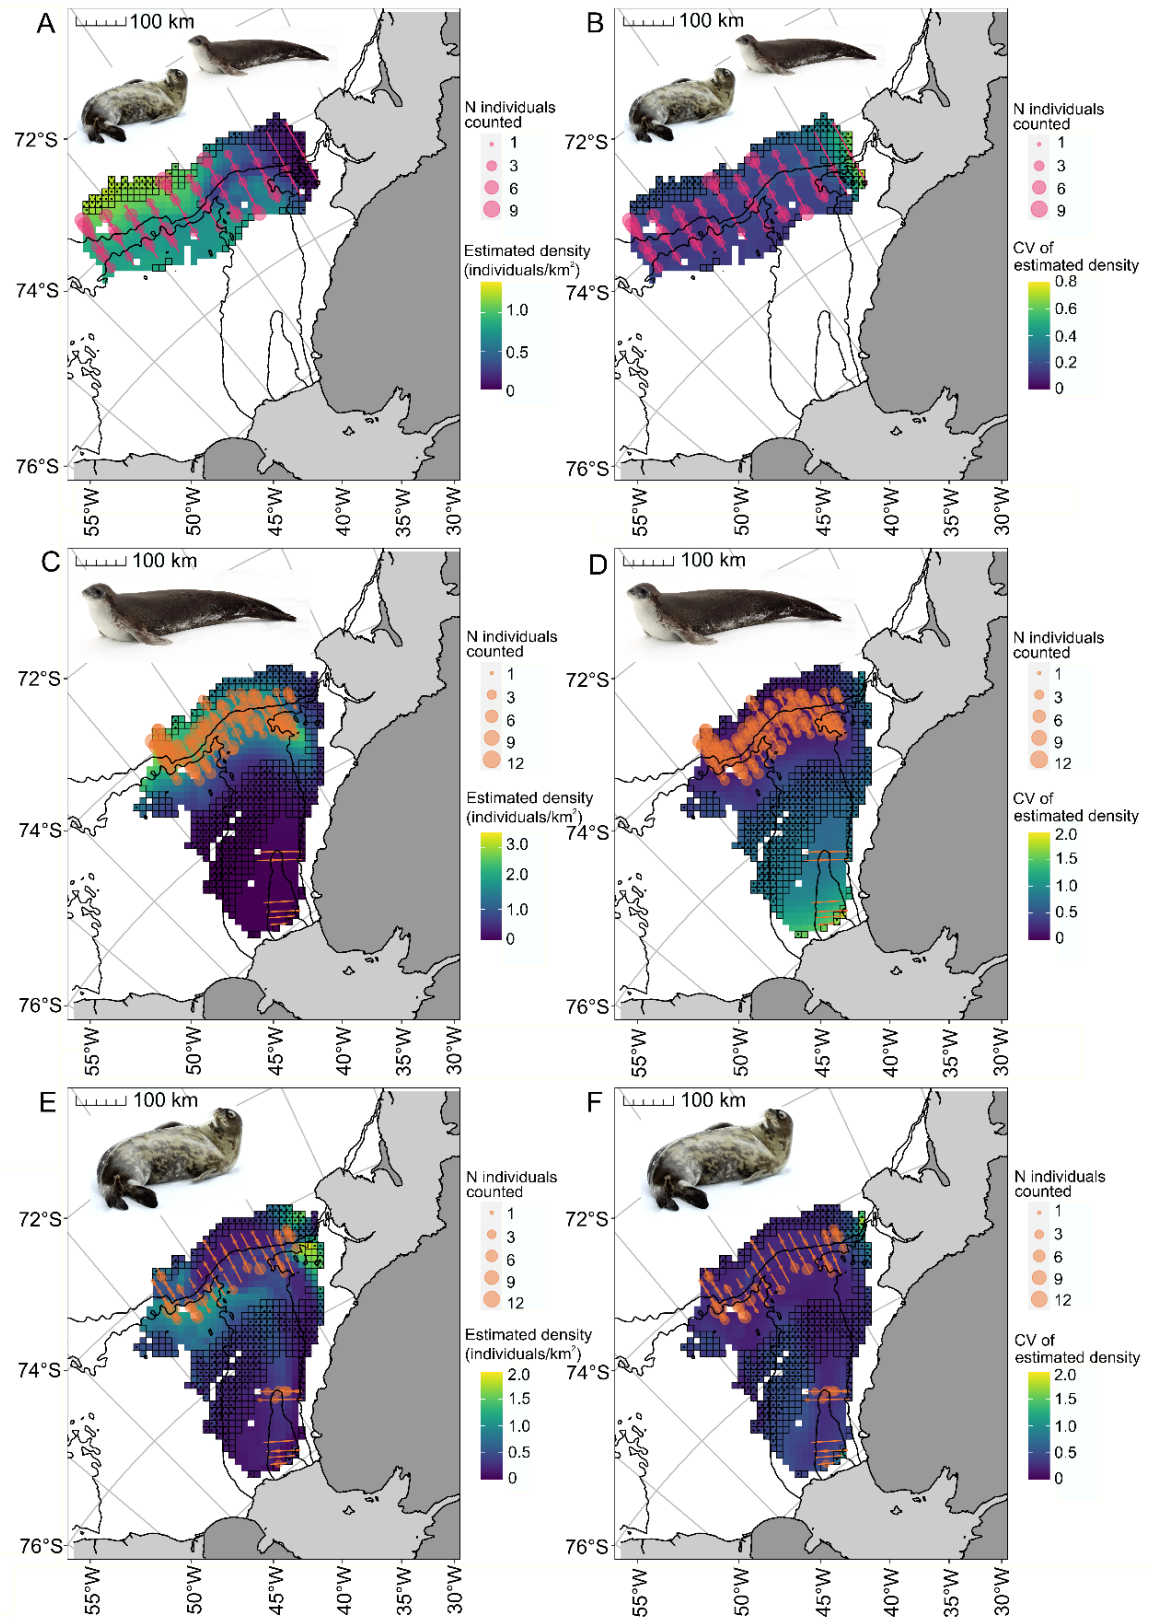 A 100 km
B 100 km
N individuals
counted
1
3
6
9
Estimated density
(individuals/km²)
1.0
0.5
0
N individuals
counted
1
3
6
9
CV of
estimated density
0.8
0.6
0.4
0.2
0
72°S
74°S
76°S
72°S
74°S
76°S
55°W 50°W 45°W 40°W 35°W 30°W
55°W 50°W 45°W 40°W 35°W 30°W
C 100 km
D 100 km
N individuals
counted
1
3
6
9
12
Estimated density
(individuals/km²)
3.0
2.0
1.0
0
N individuals
counted
1
3
6
9
12
CV of
estimated density
2.0
1.5
1.0
0.5
0
72°S
74°S
76°S
72°S
74°S
76°S
55°W 50°W 45°W 40°W 35°W 30°W
55°W 50°W 45°W 40°W 35°W 30°W
E 100 km
F 100 km
N individuals
counted
1
3
6
9
12
Estimated density
(individuals/km²)
2.0
1.5
1.0
0.5
0
N individuals
counted
1
3
6
9
12
CV of
estimated density
2.0
1.5
1.0
0.5
0
72°S
74°S
76°S
72°S
74°S
76°S
55°W 50°W 45°W 40°W 35°W 30°W
55°W 50°W 45°W 40°W 35°W 30°W